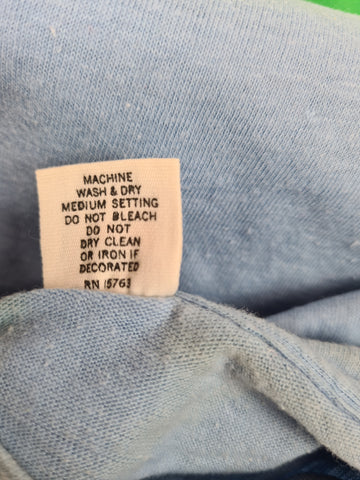 MACHINE
WASH & DRY
MEDIUM SETTING
DO NOT BLEACH
DO NOT
DRY CLEAN
OR IRON IF
DECORATED
RN 15763